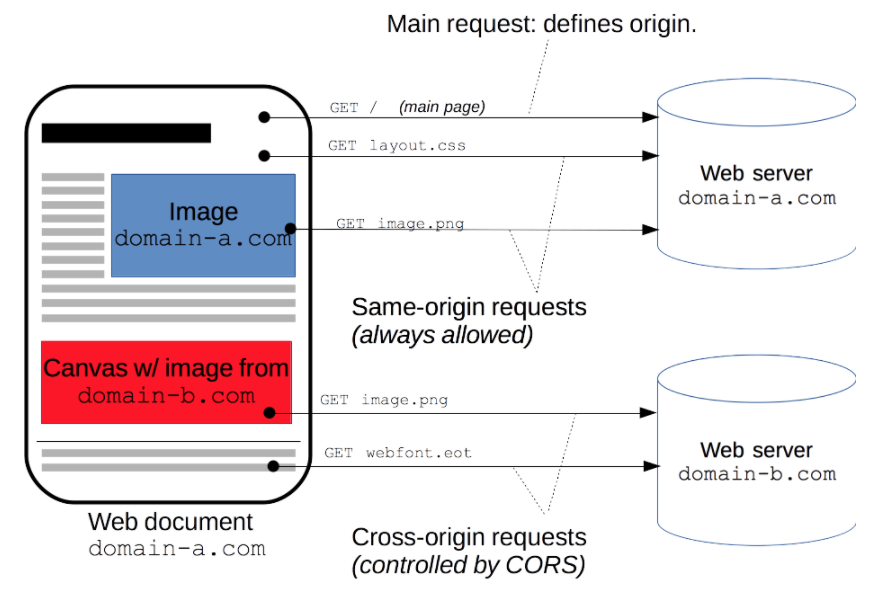 Main request: defines origin.
GET / (main page)
GET layout.css
Web server
domain-a.com
Image
domain-a.com
GET image.png
Same-origin requests
(always allowed)
Canvas w/ image from
domain-b.com
GET image.png
GET webfont.eot
Web server
domain-b.com
Web document
domain-a.com
Cross-origin requests
(controlled by CORS)